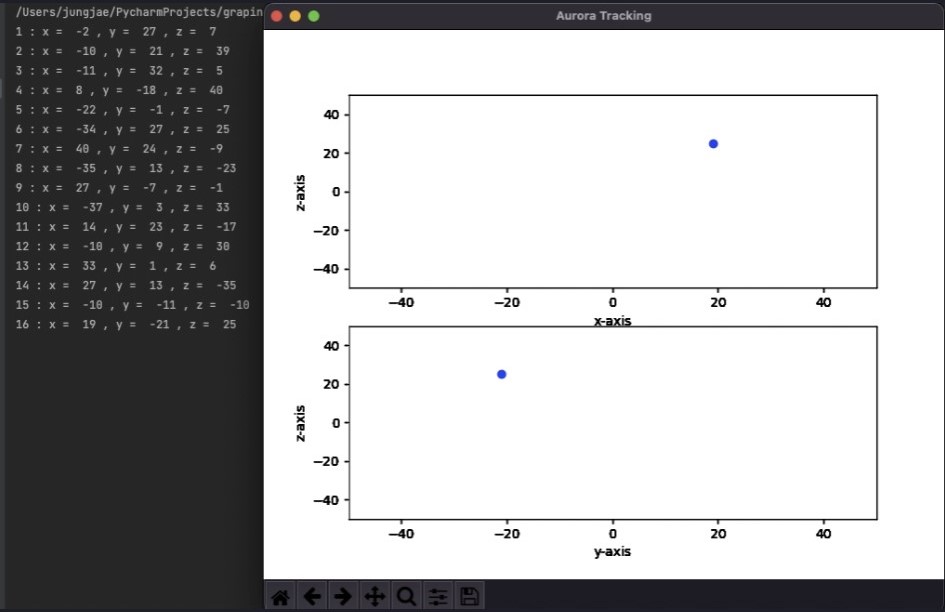 /Users/jungjae/PycharmProjects/grapin
1 : x =  -2 , y =  27 , z =  7
2 : x =  -10 , y =  21 , z =  39
3 : x =  -11 , y =  32 , z =  5
4 : x =  8 , y =  -18 , z =  40
5 : x =  -22 , y =  -1 , z =  -7
6 : x =  -34 , y =  27 , z =  25
7 : x =  40 , y =  24 , z =  -9
8 : x =  -35 , y =  13 , z =  -23
9 : x =  27 , y =  -7 , z =  -1
10 : x =  -37 , y =  3 , z =  33
11 : x =  14 , y =  23 , z =  -17
12 : x =  -10 , y =  9 , z =  30
13 : x =  33 , y =  1 , z =  6
14 : x =  27 , y =  13 , z =  -35
15 : x =  -10 , y =  -11 , z =  -10
16 : x =  19 , y =  -21 , z =  25
Aurora Tracking
40
20
0
−20
−40
z-axis
−40 −20 0 20 40
x-axis
40
20
0
−20
−40
z-axis
−40 −20 0 20 40
y-axis